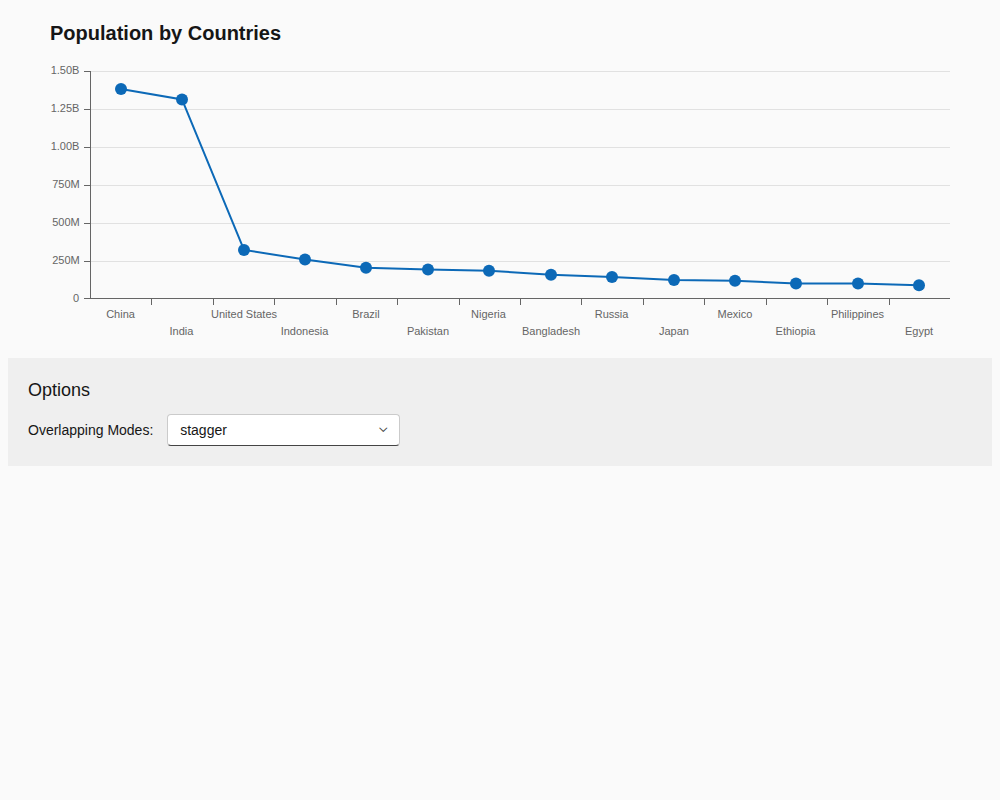 Population by Countries
1.50B
1.25B
1.00B
750M
500M
250M
0
China United States Brazil Nigeria Russia Mexico Philippines
India Indonesia Pakistan Bangladesh Japan Ethiopia Egypt
Options
Overlapping Modes: stagger